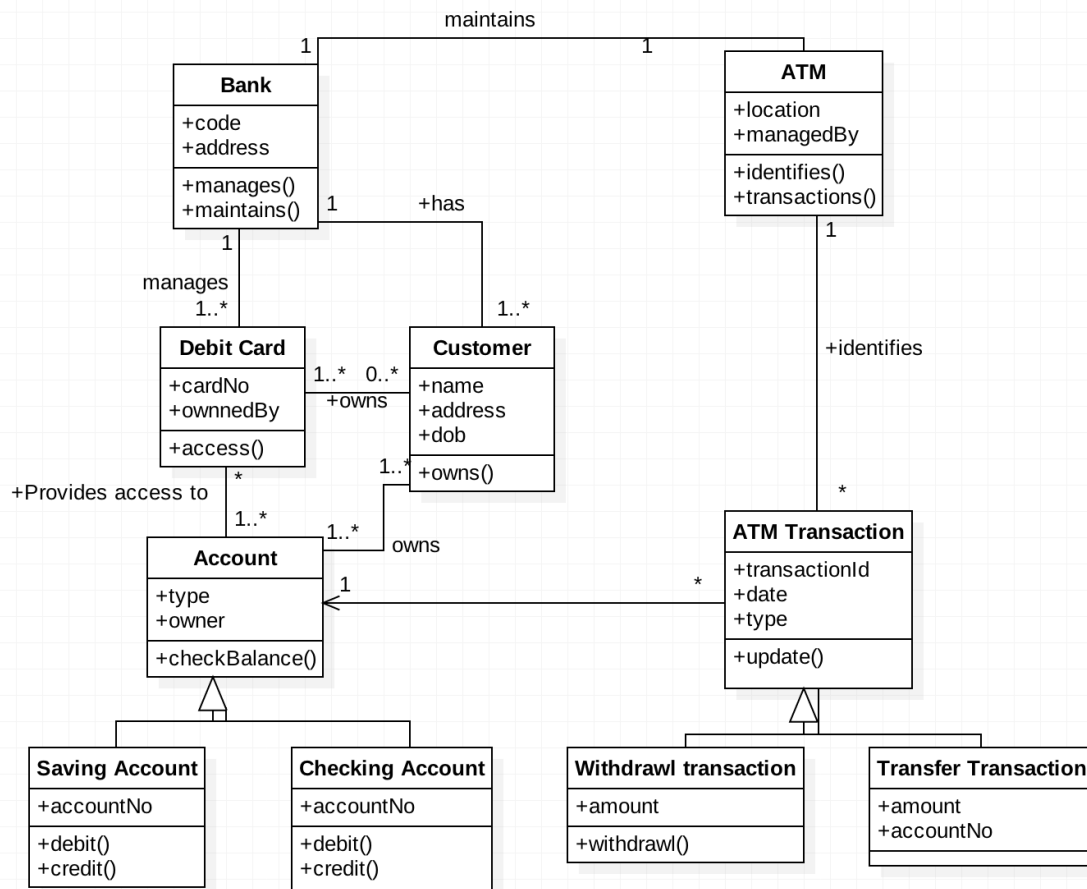 maintains
1
1
Bank
+code
+address
+manages()
+maintains()
ATM
+location
+managedBy
+identifies()
+transactions()
1
+has
1
1
manages
1..*
1..*
+identifies
Debit Card
+cardNo
+ownnedBy
+access()
1..*
0..*
+owns
Customer
+name
+address
+dob
+owns()
*
+Provides access to
1..*
1..*
1..*
owns
*
Account
+type
+owner
+checkBalance()
1
*
ATM Transaction
+transactionId
+date
+type
+update()
Saving Account
+accountNo
+debit()
+credit()
Checking Account
+accountNo
+debit()
+credit()
Withdrawl transaction
+amount
+withdrawl()
Transfer Transaction
+amount
+accountNo